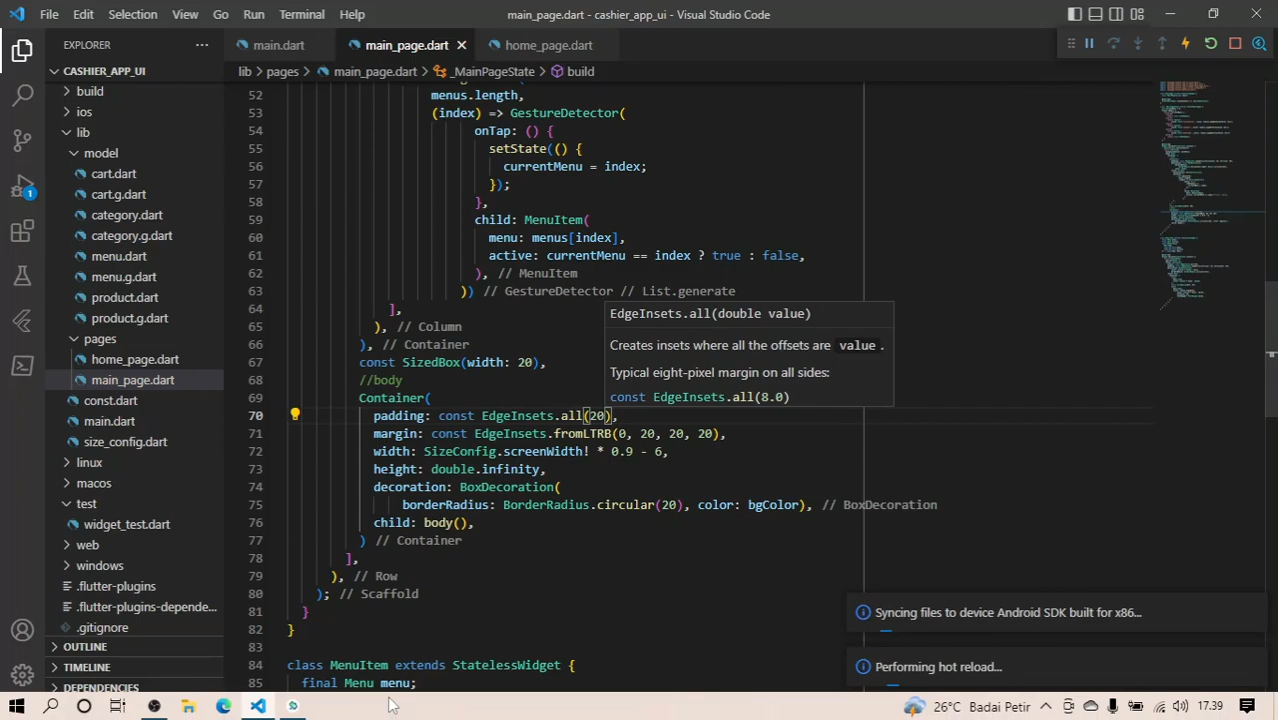 File Edit Selection View Go Run Terminal Help
main_page.dart - cashier_app_ui - Visual Studio Code
EXPLORER
main.dart
main_page.dart
home_page.dart
lib > pages > main_page.dart > _MainPageState > build
CASHIER_APP_UI
build
ios
lib
model
cart.dart
cart.g.dart
category.dart
category.g.dart
menu.dart
menu.g.dart
product.dart
product.g.dart
pages
home_page.dart
main_page.dart
const.dart
main.dart
size_config.dart
linux
macos
test
widget_test.dart
web
windows
.flutter-plugins
.flutter-plugins-depende...
.gitignore
OUTLINE
TIMELINE
DEPENDENCIES
1
52 menus.length,
53 (index) => GestureDetector(
54 onTap: () {
55 setState(() {
56 currentMenu = index;
57 });
58 },
59 child: MenuItem(
60 menu: menus[index],
61 active: currentMenu == index ? true : false,
62 ), // MenuItem
63 )) // GestureDetector // List.generate
64 ],
65 ), // Column
66 ), // Container
67 const SizedBox(width: 20),
68 //body
69 Container(
70 padding: const EdgeInsets.all(20),
71 margin: const EdgeInsets.fromLTRB(0, 20, 20, 20),
72 width: SizeConfig.screenWidth! * 0.9 - 6,
73 height: double.infinity,
74 decoration: BoxDecoration(
75 borderRadius: BorderRadius.circular(20), color: bgColor), // BoxDecoration
76 child: body(),
77 ) // Container
78 ],
79 ), // Row
80 ); // Scaffold
81 }
82 }
83
84 class MenuItem extends StatelessWidget {
85 final Menu menu;
EdgeInsets.all(double value)
Creates insets where all the offsets are value.
Typical eight-pixel margin on all sides:
const EdgeInsets.all(8.0)
Syncing files to device Android SDK built for x86...
Performing hot reload...
26°C Badai Petir
17.39